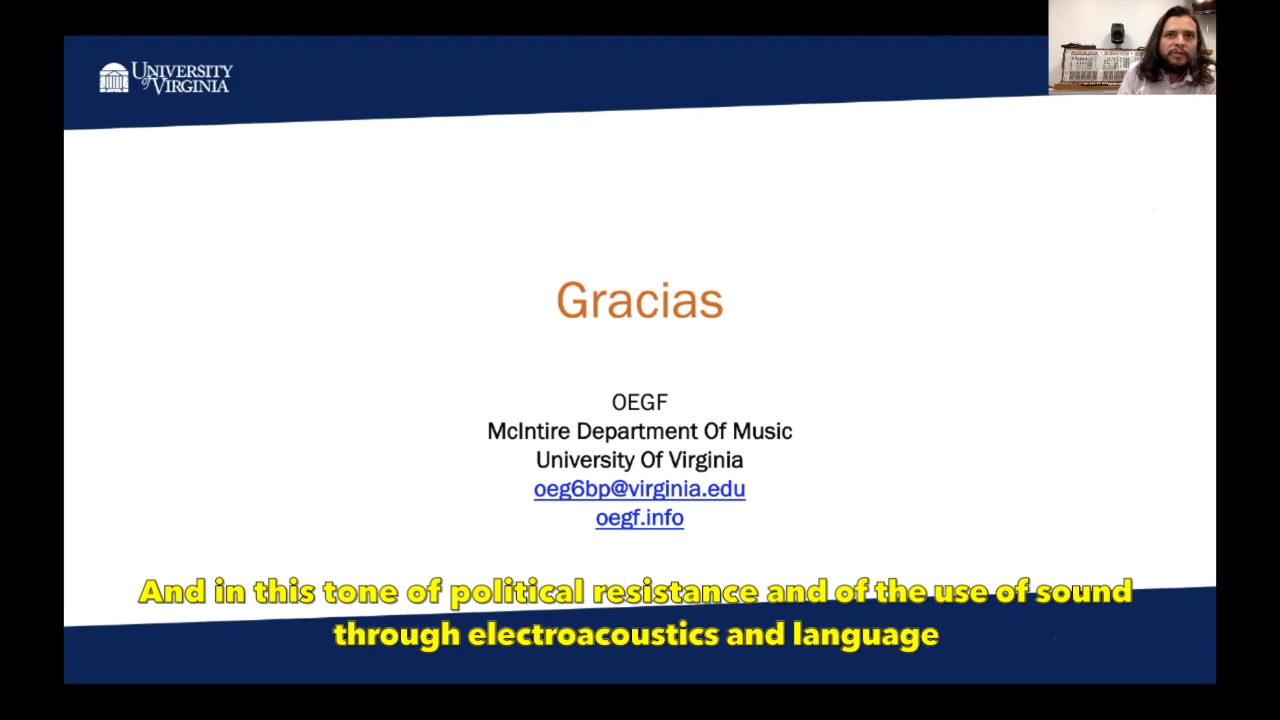 UNIVERSITY
of VIRGINIA
Gracias
OEGF
McIntire Department Of Music
University Of Virginia
oeg6bp@virginia.edu
oegf.info
And in this tone of political resistance and of the use of sound
through electroacoustics and language